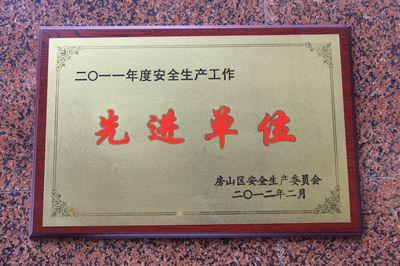 二〇一一年度安全生产工作
先进单位
房山区安全生产委员会
二〇一二年二月